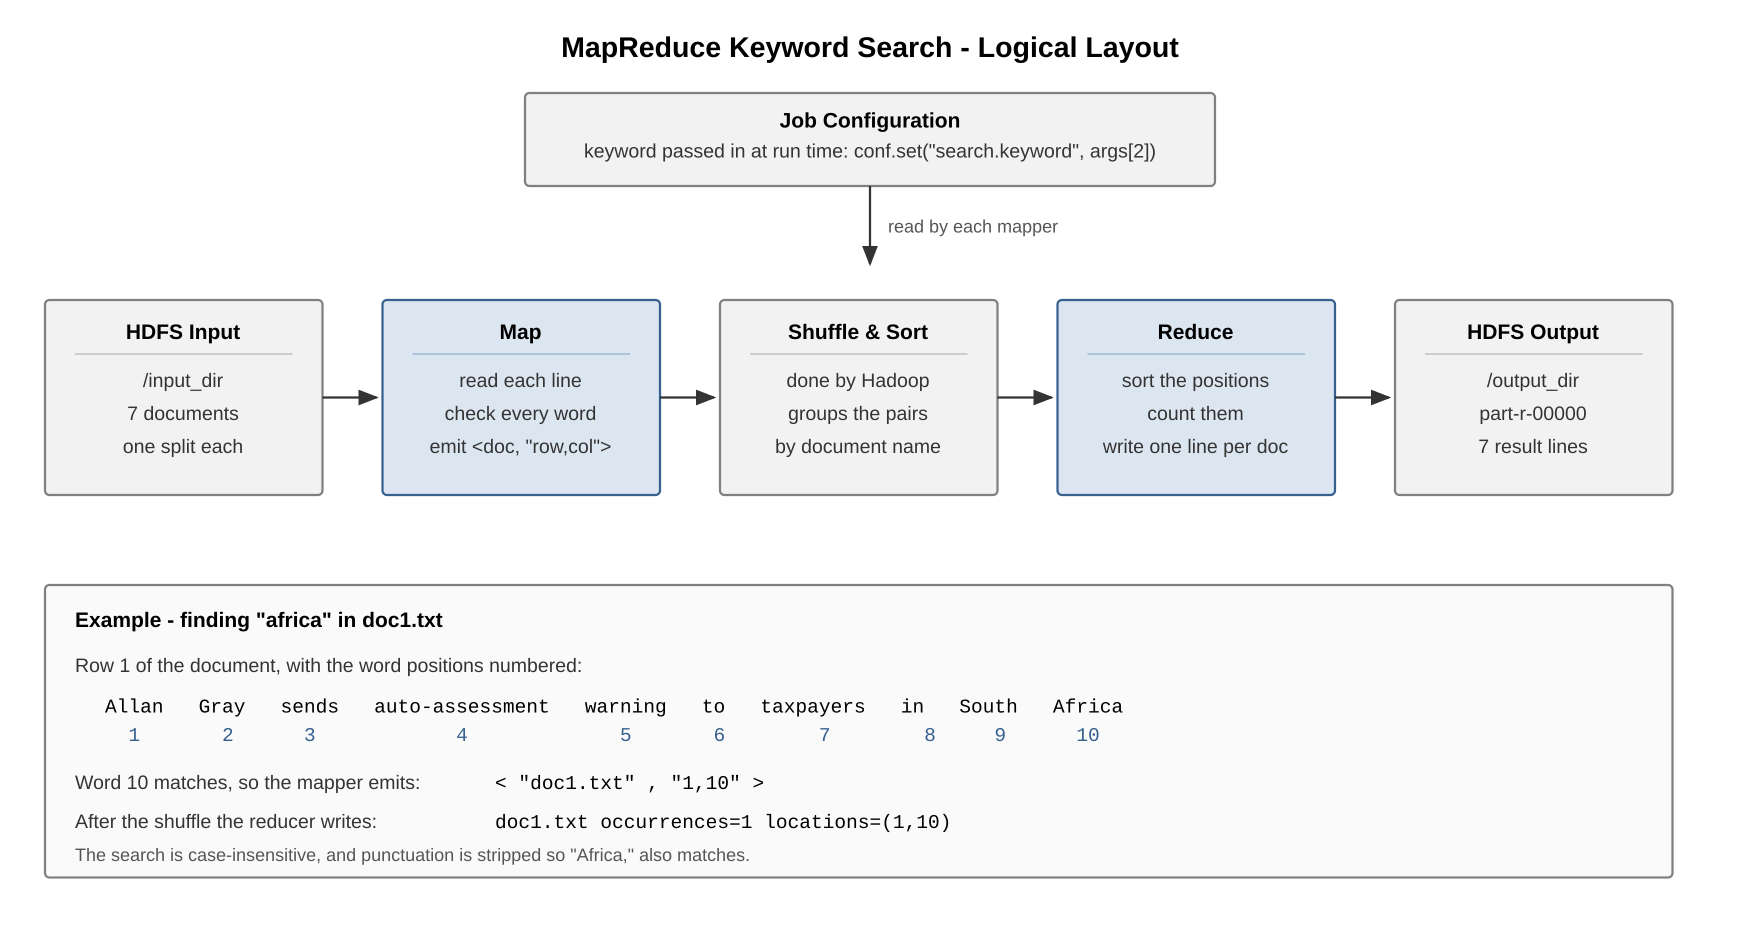 MapReduce Keyword Search - Logical Layout
Job Configuration
keyword passed in at run time: conf.set("search.keyword", args[2])
read by each mapper
HDFS Input
/input_dir
7 documents
one split each
Map
read each line
check every word
emit <doc, "row,col">
Shuffle & Sort
done by Hadoop
groups the pairs
by document name
Reduce
sort the positions
count them
write one line per doc
HDFS Output
/output_dir
part-r-00000
7 result lines
Example - finding "africa" in doc1.txt
Row 1 of the document, with the word positions numbered:
Allan Gray sends auto-assessment warning to taxpayers in South Africa
1 2 3 4 5 6 7 8 9 10
Word 10 matches, so the mapper emits: < "doc1.txt" , "1,10" >
After the shuffle the reducer writes: doc1.txt occurrences=1 locations=(1,10)
The search is case-insensitive, and punctuation is stripped so "Africa," also matches.